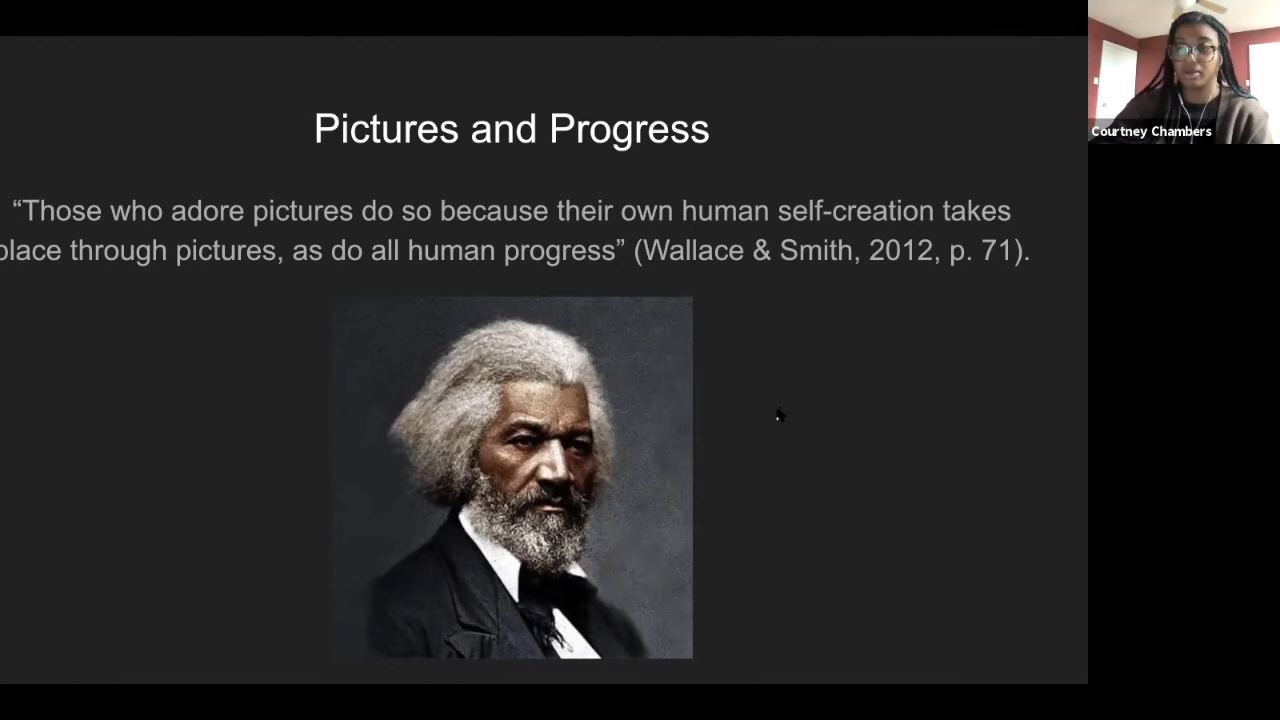 Pictures and Progress
“Those who adore pictures do so because their own human self-creation takes
place through pictures, as do all human progress” (Wallace & Smith, 2012, p. 71).
Courtney Chambers